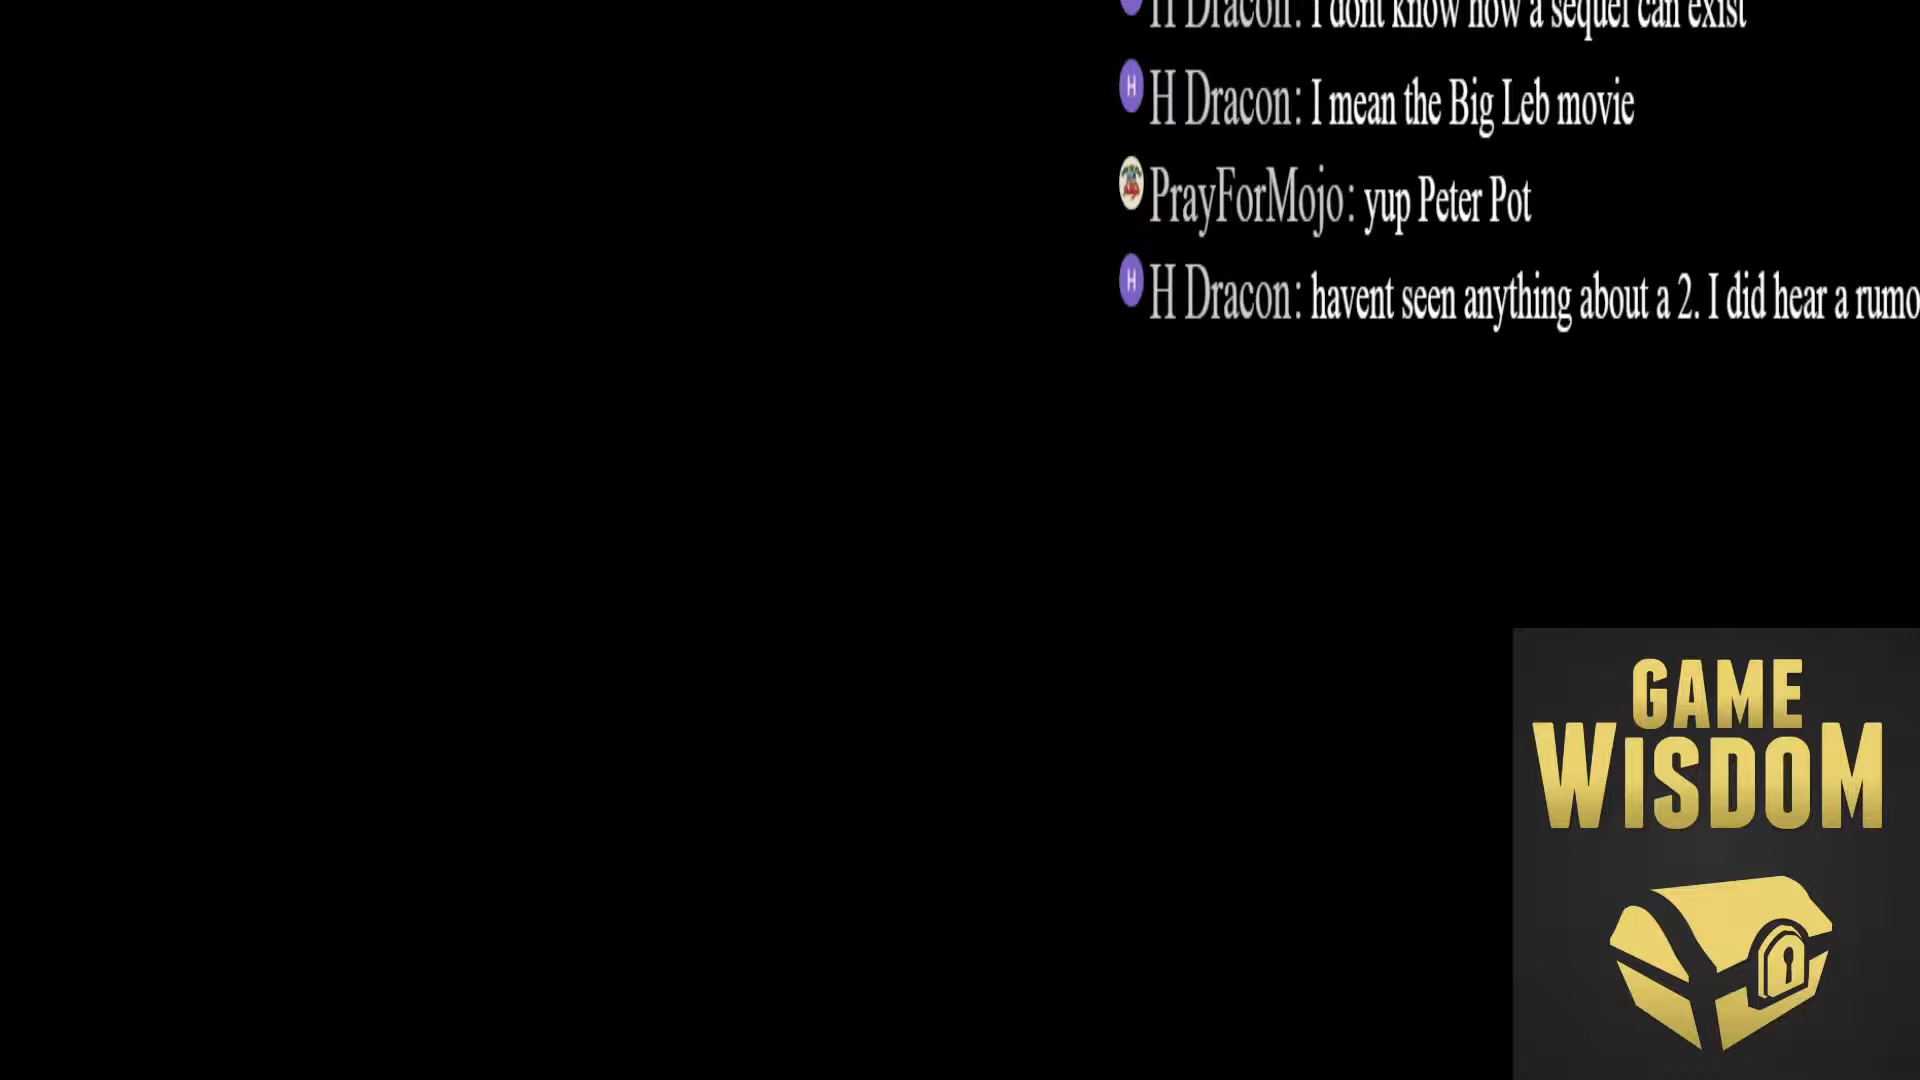 H Dracon: I dont know how a sequel can exist
H H Dracon: I mean the Big Leb movie
PrayForMojo: yup Peter Pot
H H Dracon: havent seen anything about a 2. I did hear a rumo
GAME
WISDOM